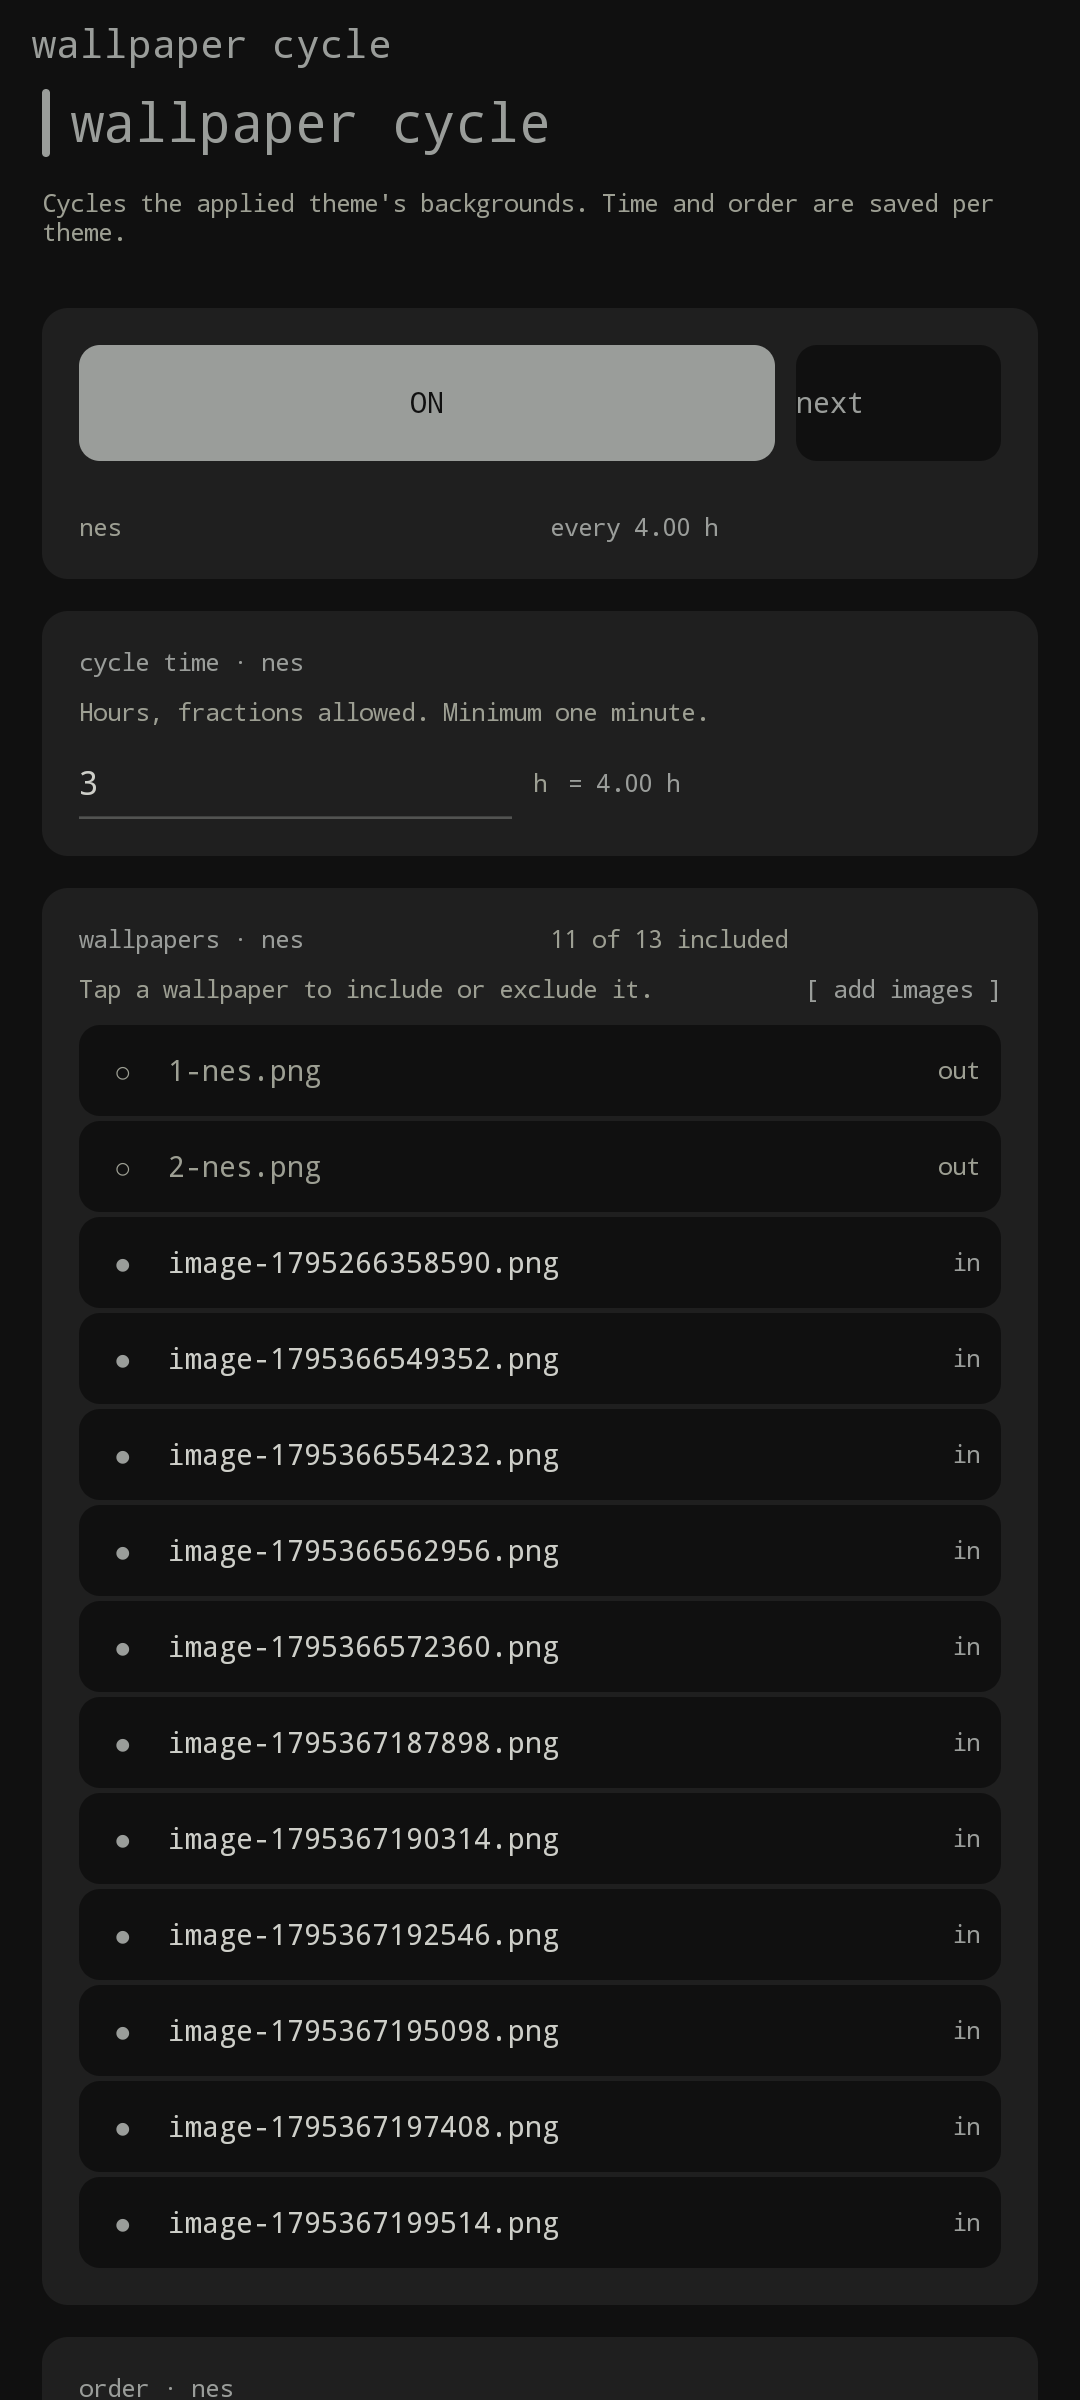 wallpaper cycle
wallpaper cycle
Cycles the applied theme's backgrounds. Time and order are saved per
theme.
ON
next
nes
every 4.00 h
cycle time · nes
Hours, fractions allowed. Minimum one minute.
3
h = 4.00 h
wallpapers · nes
11 of 13 included
Tap a wallpaper to include or exclude it.
[ add images ]
○ 1-nes.png out
○ 2-nes.png out
● image-1795266358590.png in
● image-1795366549352.png in
● image-1795366554232.png in
● image-1795366562956.png in
● image-1795366572360.png in
● image-1795367187898.png in
● image-1795367190314.png in
● image-1795367192546.png in
● image-1795367195098.png in
● image-1795367197408.png in
● image-1795367199514.png in
order · nes